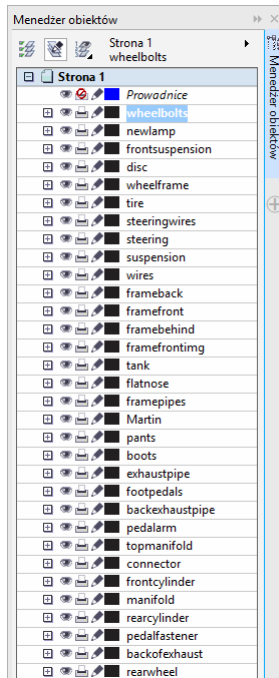 Menedżer obiektów
Strona 1
wheelbolts
Menedżer obiektów
Strona 1
Prowadnice
wheelbolts
newlamp
frontsuspension
disc
wheelframe
tire
steeringwires
steering
suspension
wires
frameback
framefront
framebehind
framefrontimg
tank
flatnose
framepipes
Martin
pants
boots
exhaustpipe
footpedals
backexhaustpipe
pedalarm
topmanifold
connector
frontcylinder
manifold
rearcylinder
pedalfastener
backofexhaust
rearwheel